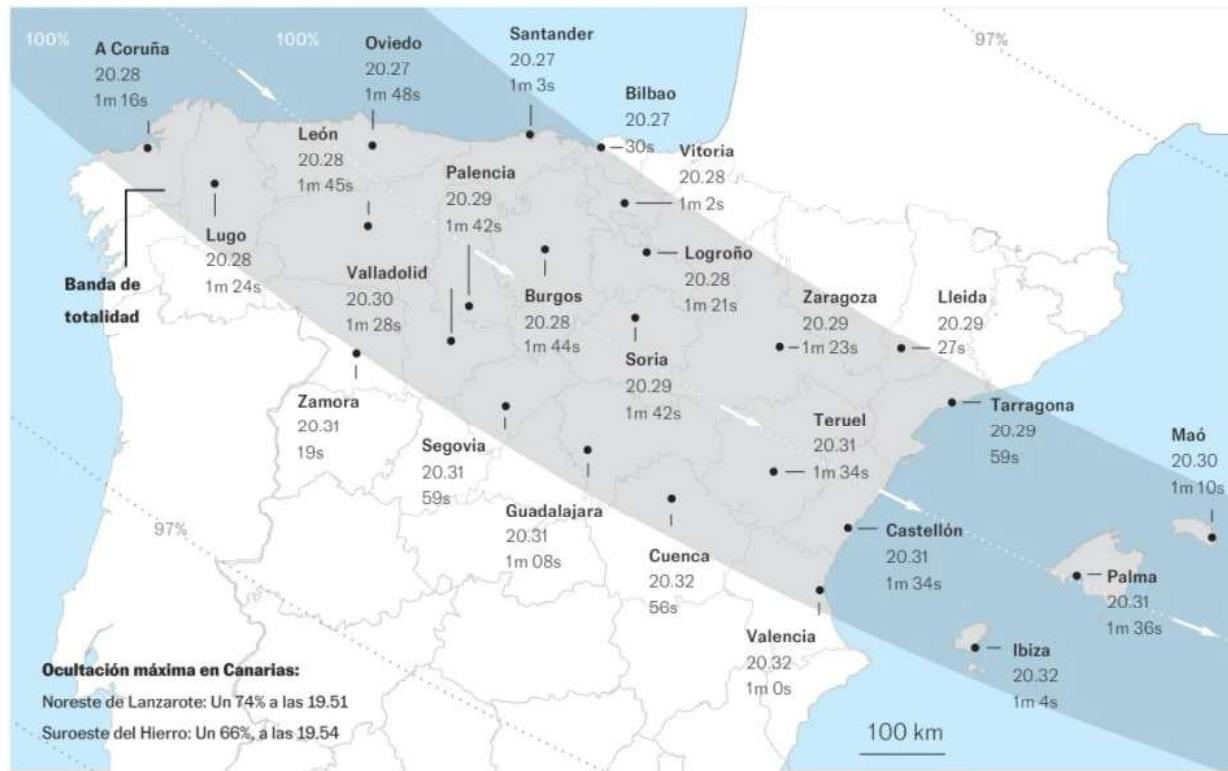 100%
100%
97%
A Coruña
20.28
1m 16s
Oviedo
20.27
1m 48s
Santander
20.27
1m 3s
Bilbao
20.27
30s
León
20.28
1m 45s
Palencia
20.29
1m 42s
Vitoria
20.28
1m 2s
Lugo
20.28
1m 24s
Banda de
totalidad
Valladolid
20.30
1m 28s
Burgos
20.28
1m 44s
Logroño
20.28
1m 21s
Zaragoza
20.29
1m 23s
Lleida
20.29
27s
Soria
20.29
1m 42s
Zamora
20.31
19s
Segovia
20.31
59s
Teruel
20.31
1m 34s
Tarragona
20.29
59s
Maó
20.30
1m 10s
97%
Guadalajara
20.31
1m 08s
Cuenca
20.32
56s
Castellón
20.31
1m 34s
Palma
20.31
1m 36s
Valencia
20.32
1m 0s
Ibiza
20.32
1m 4s
Ocultación máxima en Canarias:
Noreste de Lanzarote: Un 74% a las 19.51
Suroeste del Hierro: Un 66%, a las 19.54
100 km